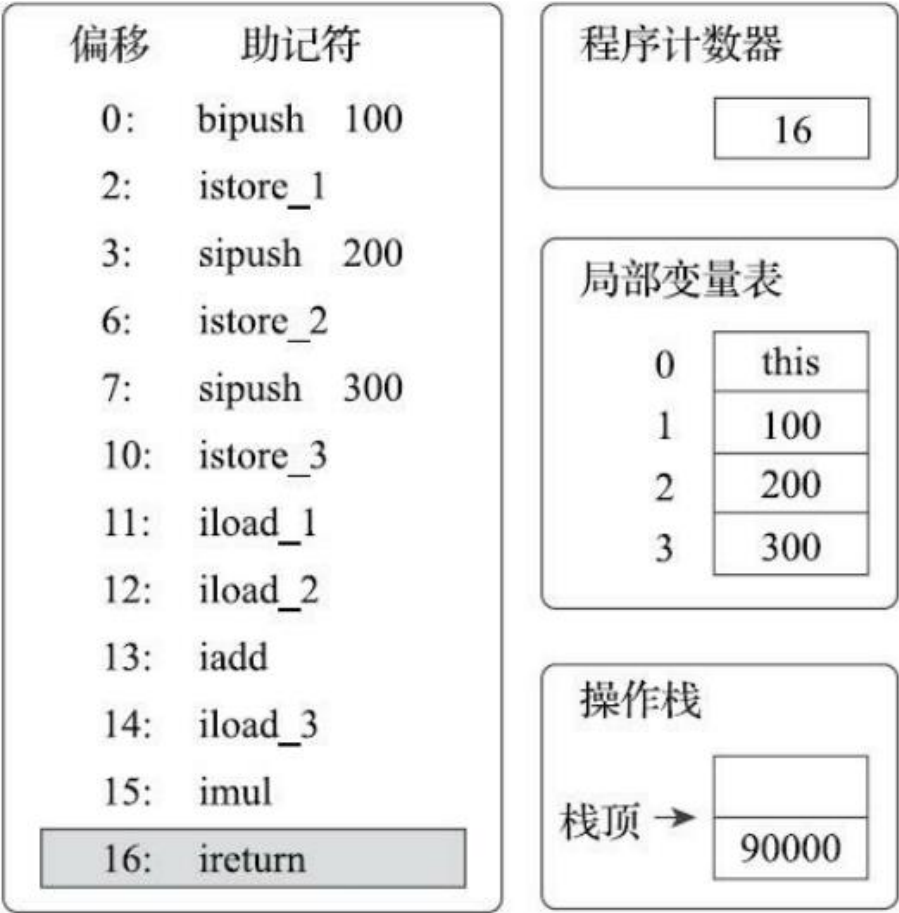 偏移 助记符
0: bipush 100
2: istore_1
3: sipush 200
6: istore_2
7: sipush 300
10: istore_3
11: iload_1
12: iload_2
13: iadd
14: iload_3
15: imul
16: ireturn
程序计数器
16
局部变量表
0 this
1 100
2 200
3 300
操作栈
栈顶
90000